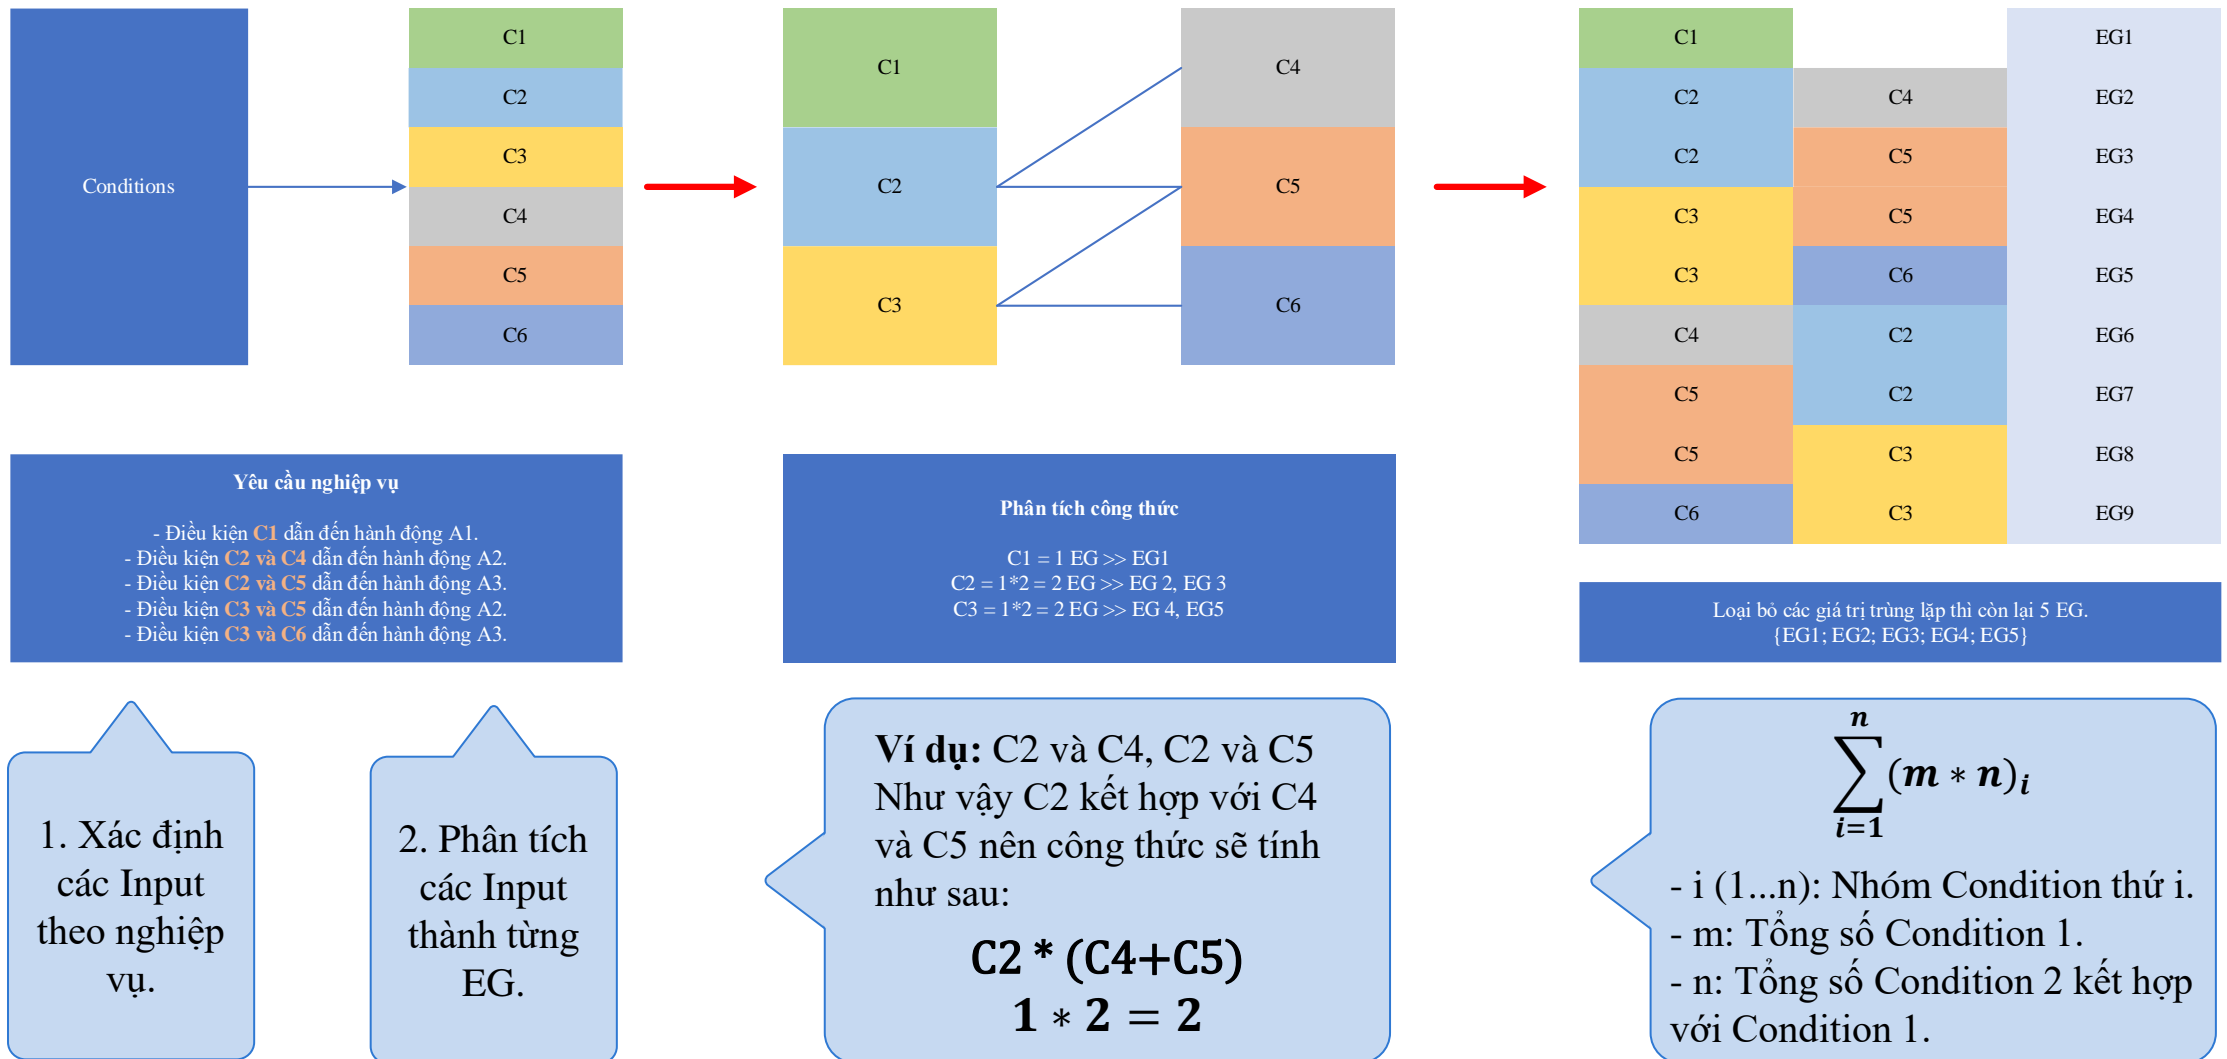 Conditions
C1
C2
C3
C4
C5
C6
C1
C2
C3
C4
C5
C6
C1 EG1
C2 C4 EG2
C2 C5 EG3
C3 C5 EG4
C3 C6 EG5
C4 C2 EG6
C5 C2 EG7
C5 C3 EG8
C6 C3 EG9
Yêu cầu nghiệp vụ
- Điều kiện C1 dẫn đến hành động A1.
- Điều kiện C2 và C4 dẫn đến hành động A2.
- Điều kiện C2 và C5 dẫn đến hành động A3.
- Điều kiện C3 và C5 dẫn đến hành động A2.
- Điều kiện C3 và C6 dẫn đến hành động A3.
Phân tích công thức
C1 = 1 EG >> EG1
C2 = 1*2 = 2 EG >> EG 2, EG 3
C3 = 1*2 = 2 EG >> EG 4, EG5
Loại bỏ các giá trị trùng lặp thì còn lại 5 EG.
{EG1; EG2; EG3; EG4; EG5}
1. Xác định
các Input
theo nghiệp
vụ.
2. Phân tích
các Input
thành từng
EG.
Ví dụ: C2 và C4, C2 và C5
Như vậy C2 kết hợp với C4
và C5 nên công thức sẽ tính
như sau:
C2 * (C4+C5)
1 * 2 = 2
n
∑(m * n)i
i=1
- i (1...n): Nhóm Condition thứ i.
- m: Tổng số Condition 1.
- n: Tổng số Condition 2 kết hợp
với Condition 1.